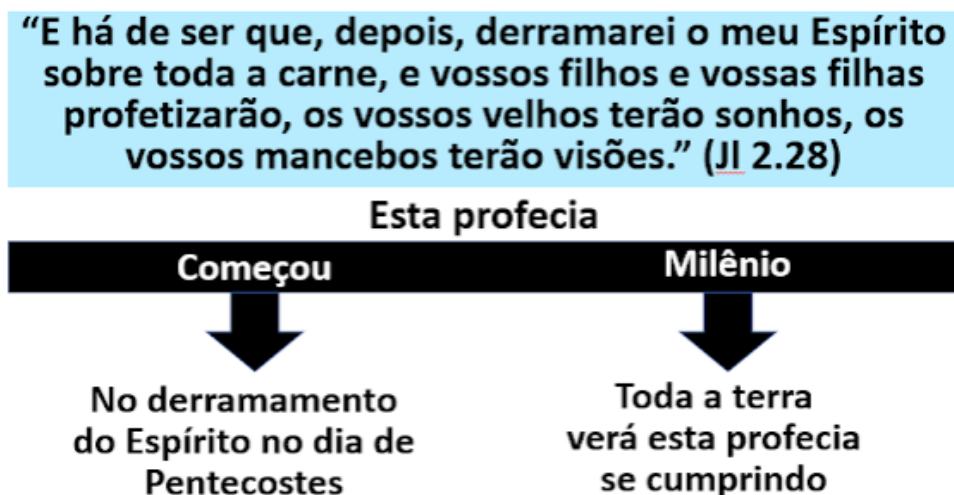 “E há de ser que, depois, derramarei o meu Espírito
sobre toda a carne, e vossos filhos e vossas filhas
profetizarão, os vossos velhos terão sonhos, os
vossos mancebos terão visões.” (Jl 2.28)
Esta profecia
Começou
Milênio
No derramamento
do Espírito no dia de
Pentecostes
Toda a terra
verá esta profecia
se cumprindo